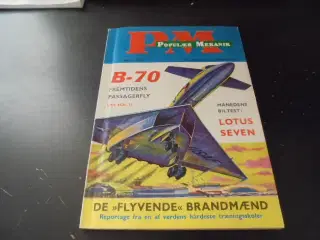 PM
POPULÆR MEKANIK
B-70
FREMTIDENS
PASSAGERFLY
MÅNEDENS
BILTEST:
LOTUS
SEVEN
DE »FLYVENDE« BRANDMÆND
Reportage fra en af verdens hårdeste træningsskoler